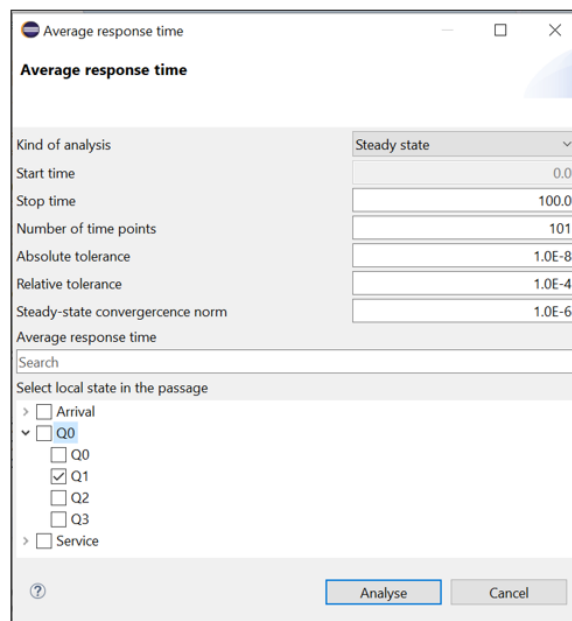 Average response time
Average response time
Kind of analysis Steady state
Start time 0.0
Stop time 100.0
Number of time points 101
Absolute tolerance 1.0E-8
Relative tolerance 1.0E-4
Steady-state convergercence norm 1.0E-6
Average response time
Search
Select local state in the passage
Arrival
Q0
Q0
Q1
Q2
Q3
Service
? Analyse Cancel